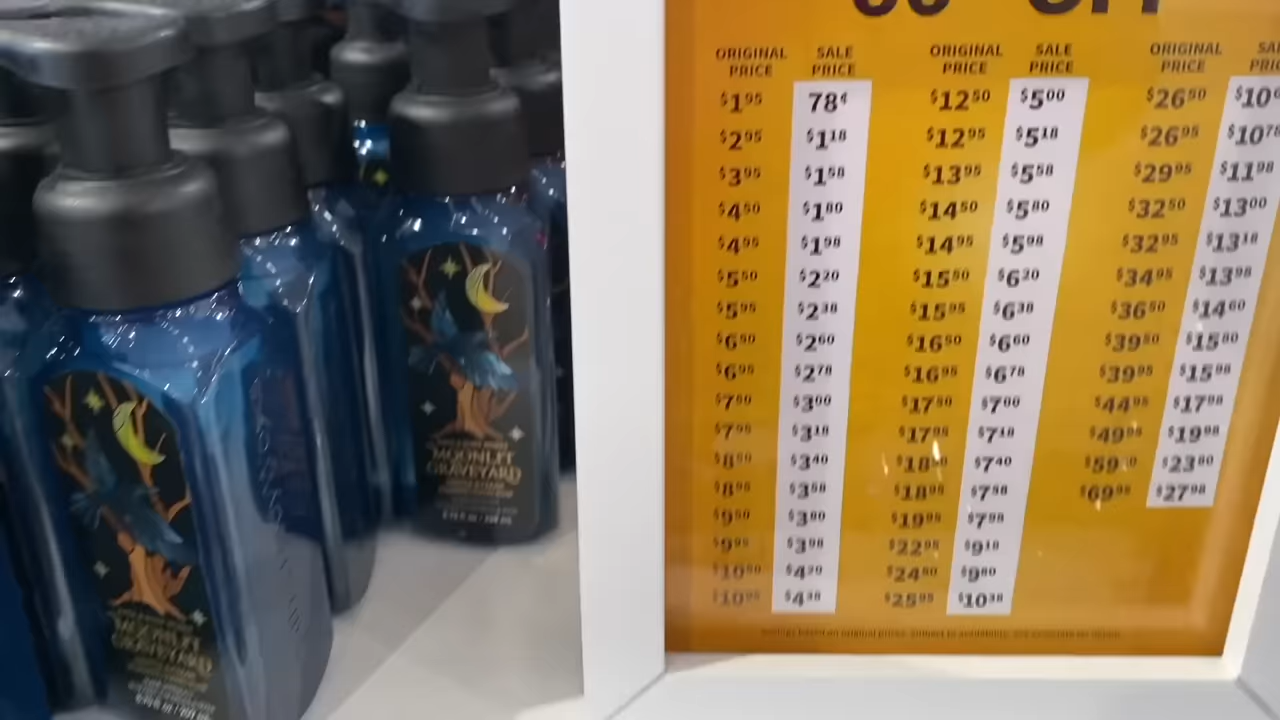 MOONLIT
GRAVEYARD
MOONLIT
GRAVEYARD
OFF
ORIGINAL PRICE SALE PRICE ORIGINAL PRICE SALE PRICE ORIGINAL PRICE
$1.95 78¢ $12.50 $5.00 $26.50
$2.95 $1.18 $12.95 $5.18 $26.95 $10.78
$3.95 $1.58 $13.95 $5.58 $29.95 $11.98
$4.50 $1.80 $14.50 $5.80 $32.50 $13.00
$4.95 $1.98 $14.95 $5.98 $32.95 $13.18
$5.50 $2.20 $15.50 $6.20 $34.95 $13.98
$5.95 $2.38 $15.95 $6.38 $36.50 $14.60
$6.50 $2.60 $16.50 $6.60 $39.50 $15.80
$6.95 $2.78 $16.95 $6.78 $39.95 $15.98
$7.50 $3.00 $17.50 $7.00 $44.95 $17.98
$7.95 $3.18 $17.95 $7.18 $49.95 $19.98
$8.50 $3.40 $18.50 $7.40 $59.50 $23.80
$8.95 $3.58 $18.95 $7.58 $69.95 $27.98
$9.50 $3.80 $19.95 $7.98
$9.95 $3.98 $22.95 $9.18
$10.50 $4.20 $24.50 $9.80
$10.95 $4.38 $25.95 $10.38